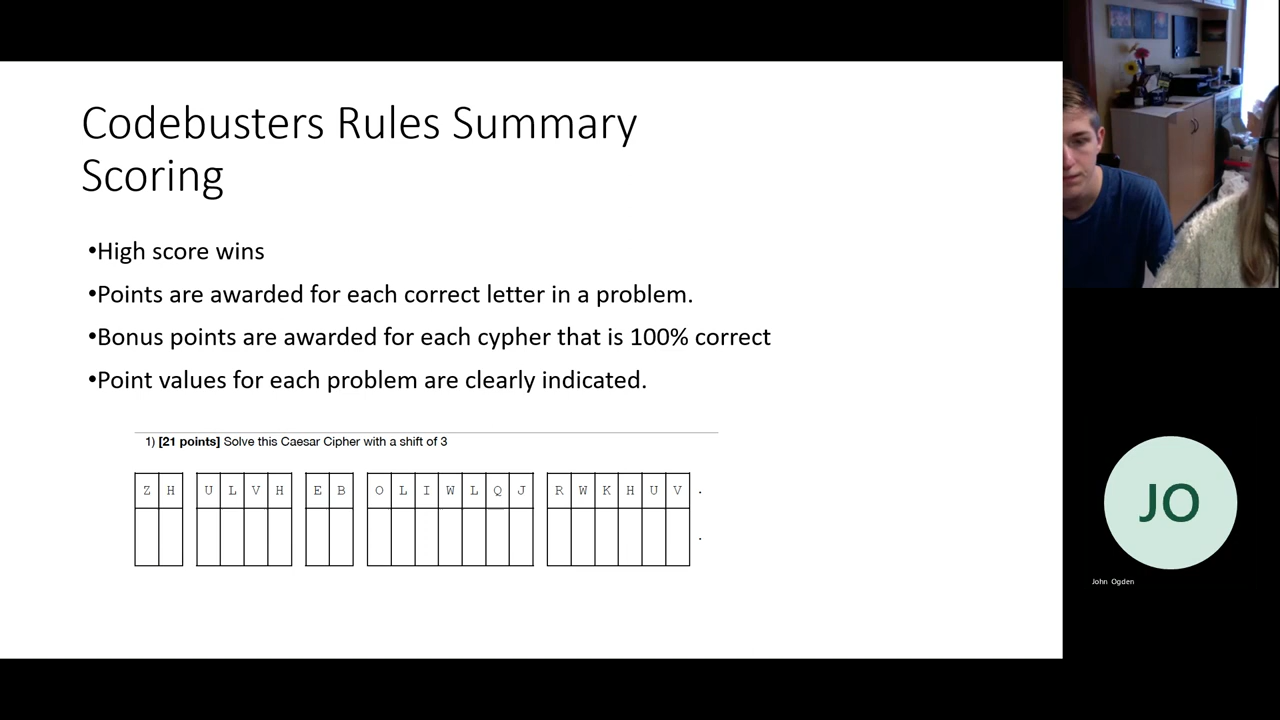 Codebusters Rules Summary
Scoring
•High score wins
•Points are awarded for each correct letter in a problem.
•Bonus points are awarded for each cypher that is 100% correct
•Point values for each problem are clearly indicated.
1) [21 points] Solve this Caesar Cipher with a shift of 3
Z H U L V H E B O L I W L Q J R W K H U V .
.
JO
John Ogden